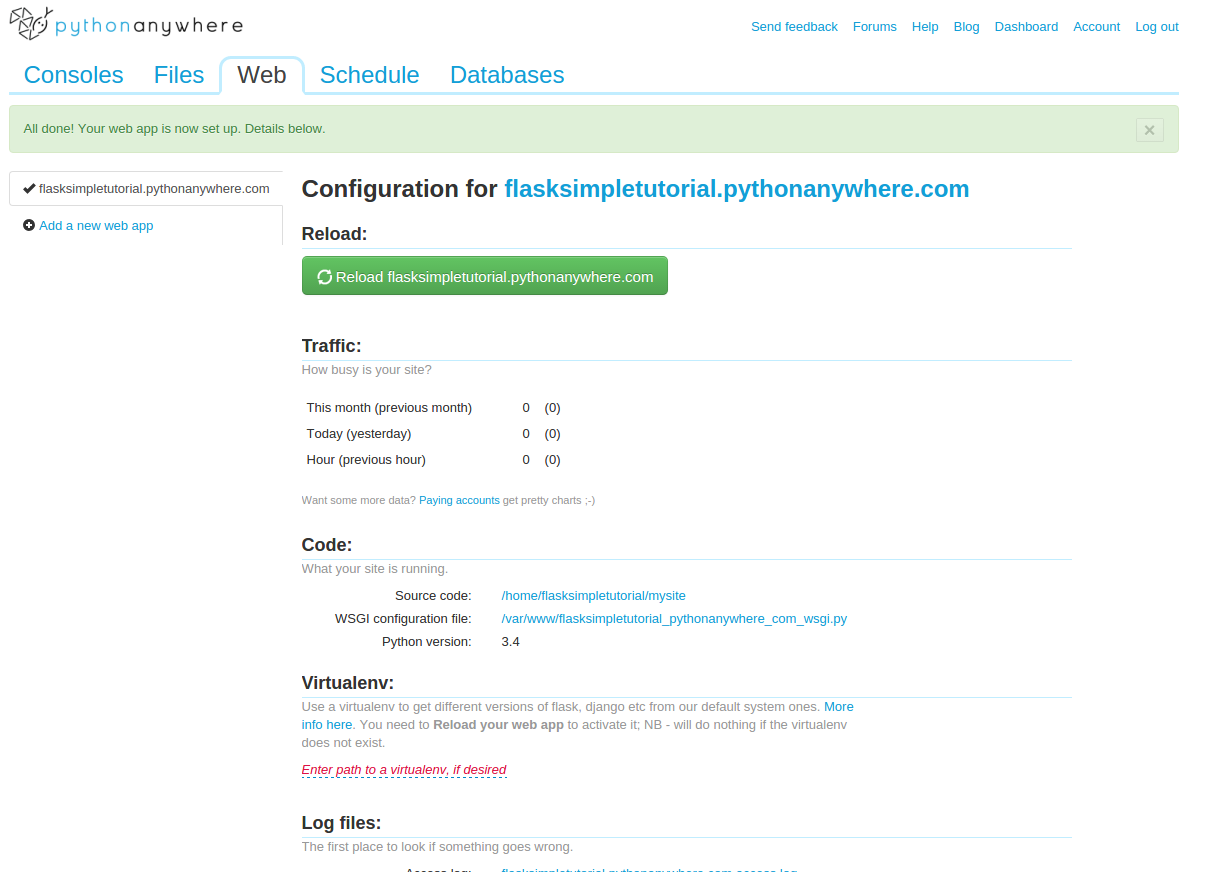 pythonanywhere
Send feedback Forums Help Blog Dashboard Account Log out
Consoles Files Web Schedule Databases
All done! Your web app is now set up. Details below.
×
flasksimpletutorial.pythonanywhere.com
Add a new web app
Configuration for flasksimpletutorial.pythonanywhere.com
Reload:
Reload flasksimpletutorial.pythonanywhere.com
Traffic:
How busy is your site?
This month (previous month) 0 (0)
Today (yesterday) 0 (0)
Hour (previous hour) 0 (0)
Want some more data? Paying accounts get pretty charts ;-)
Code:
What your site is running.
Source code: /home/flasksimpletutorial/mysite
WSGI configuration file: /var/www/flasksimpletutorial_pythonanywhere_com_wsgi.py
Python version: 3.4
Virtualenv:
Use a virtualenv to get different versions of flask, django etc from our default system ones. More
info here. You need to Reload your web app to activate it; NB - will do nothing if the virtualenv
does not exist.
Enter path to a virtualenv, if desired
Log files:
The first place to look if something goes wrong.
Access log: flasksimpletutorial.pythonanywhere.com.access.log